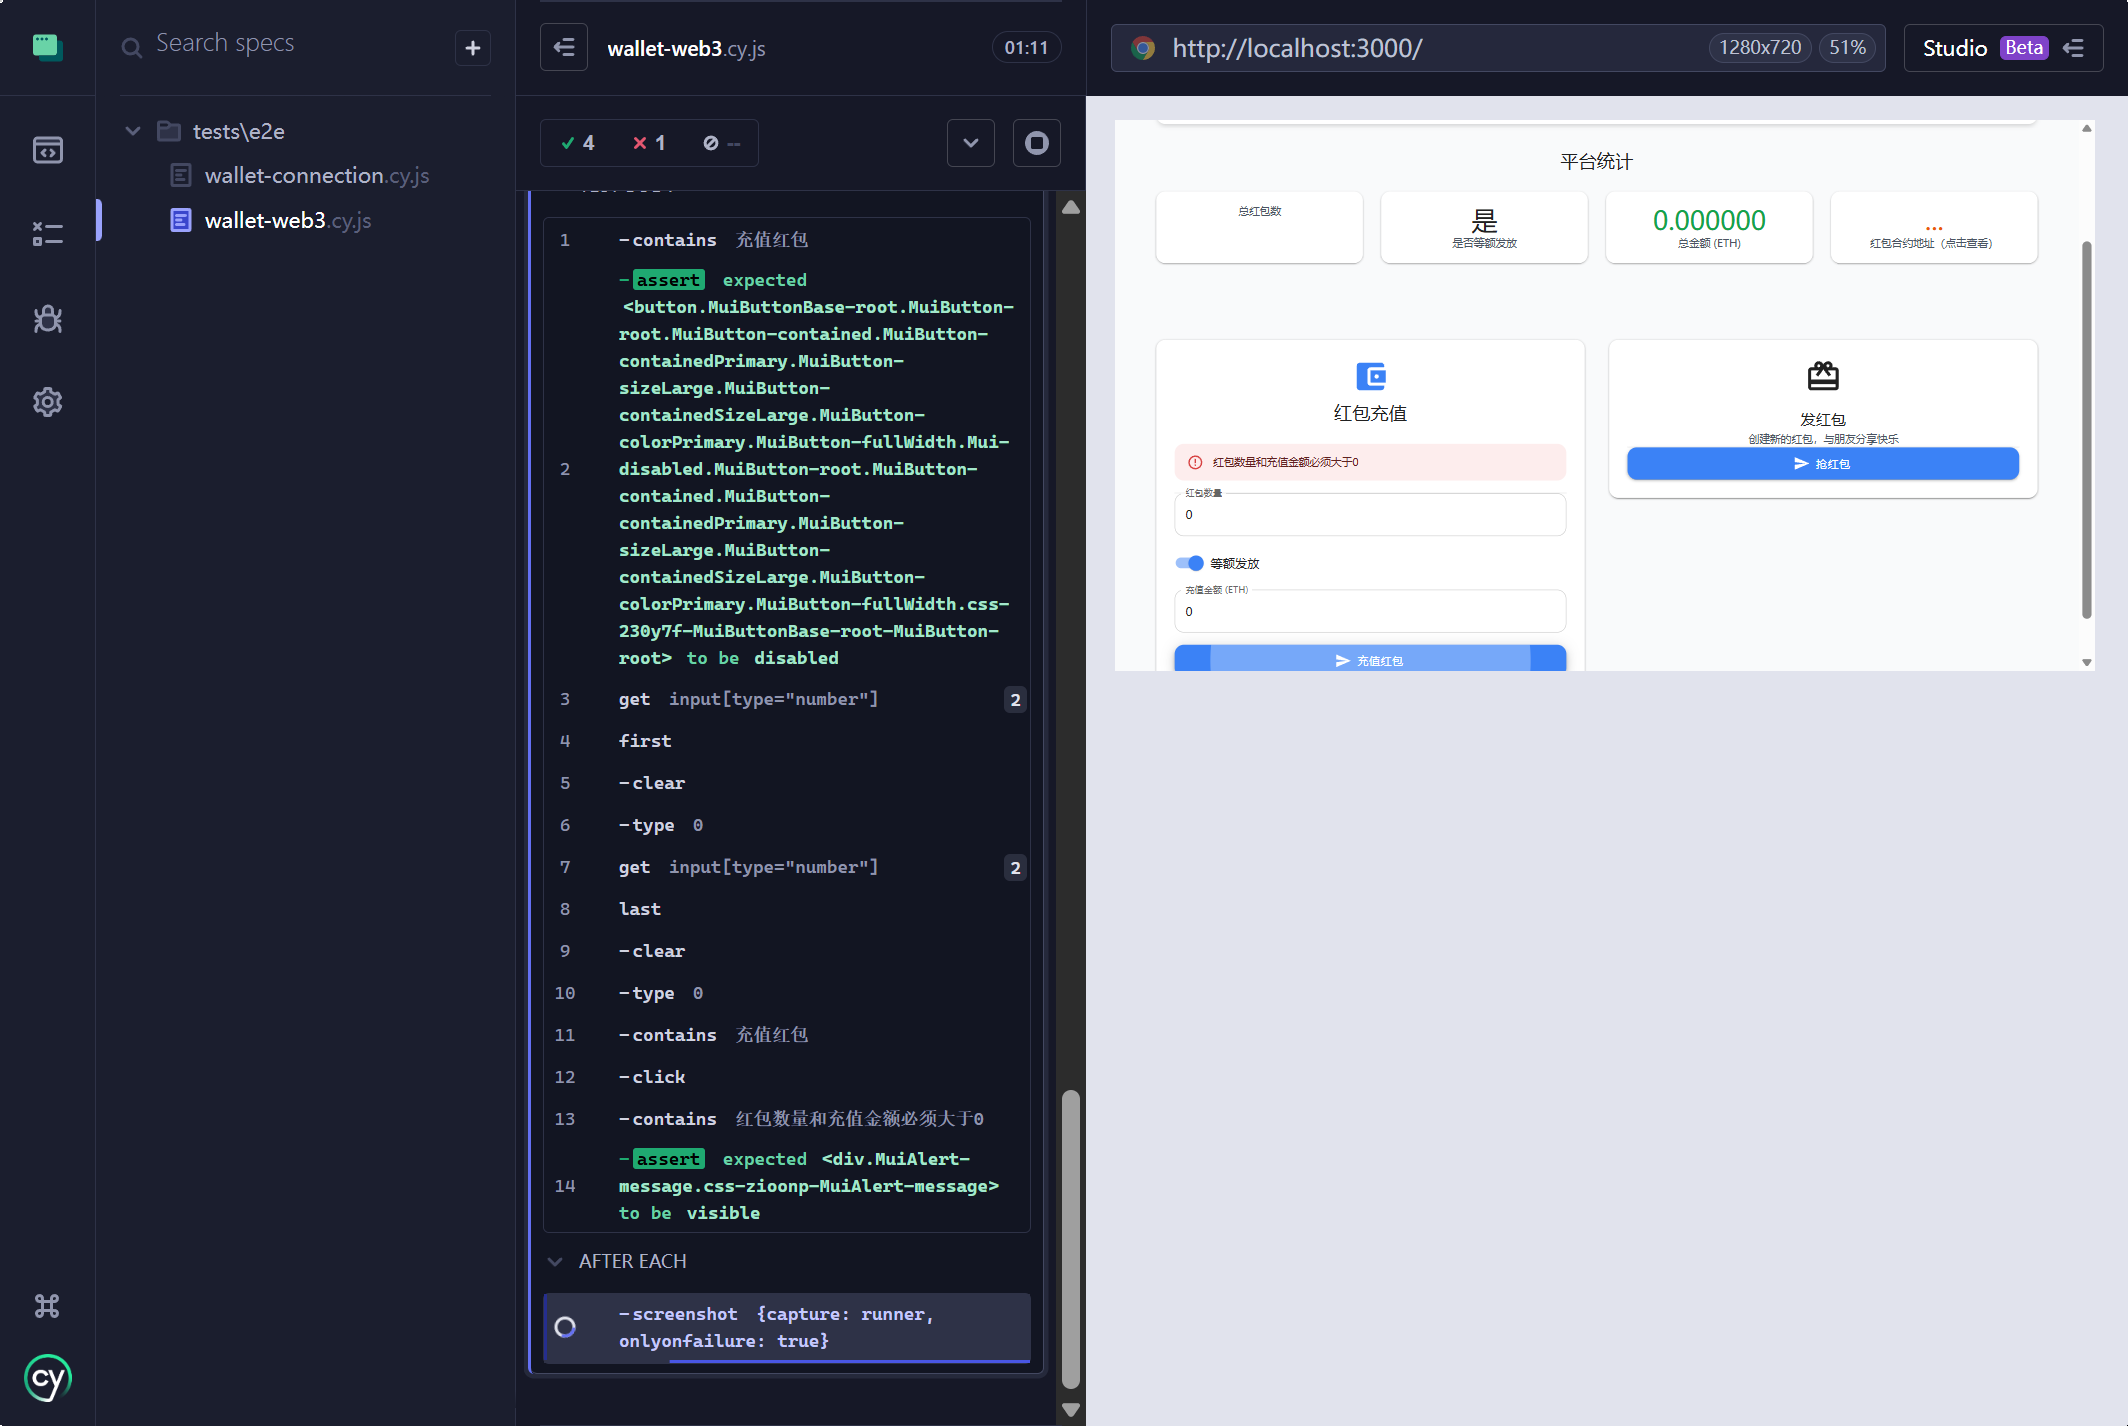 Search specs
+
tests\e2e
wallet-connection.cy.js
wallet-web3.cy.js
cy
wallet-web3.cy.js
01:11
4
1
--
1 -contains 充值红包
-assert expected
<button.MuiButtonBase-root.MuiButton-
root.MuiButton-contained.MuiButton-
containedPrimary.MuiButton-
sizeLarge.MuiButton-
containedSizeLarge.MuiButton-
colorPrimary.MuiButton-fullWidth.Mui-
2 disabled.MuiButton-root.MuiButton-
contained.MuiButton-
containedPrimary.MuiButton-
sizeLarge.MuiButton-
containedSizeLarge.MuiButton-
colorPrimary.MuiButton-fullWidth.css-
230y7f-MuiButtonBase-root-MuiButton-
root> to be disabled
3 get input[type="number"] 2
4 first
5 -clear
6 -type 0
7 get input[type="number"] 2
8 last
9 -clear
10 -type 0
11 -contains 充值红包
12 -click
13 -contains 红包数量和充值金额必须大于0
-assert expected <div.MuiAlert-
14 message.css-zioonp-MuiAlert-message>
to be visible
AFTER EACH
-screenshot {capture: runner,
onlyonfailure: true}
http://localhost:3000/
1280x720
51%
Studio Beta
平台统计
总红包数
是
是否等额发放
0.000000
总金额 (ETH)
...
红包合约地址（点击查看）
红包充值
红包数量和充值金额必须大于0
红包数量
0
等额发放
充值金额 (ETH)
0
充值红包
发红包
创建新的红包，与朋友分享快乐
抢红包